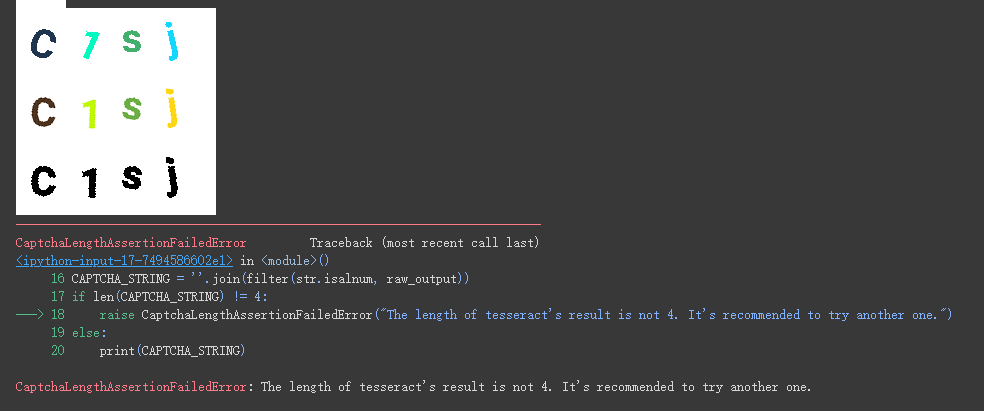 C 1 s j
C 1 s j
C 1 s j
CaptchaLengthAssertionFailedError Traceback (most recent call last)
<ipython-input-17-7494586602e1> in <module>()
16 CAPTCHA_STRING = ''.join(filter(str.isalnum, raw_output))
17 if len(CAPTCHA_STRING) != 4:
---> 18 raise CaptchaLengthAssertionFailedError("The length of tesseract's result is not 4. It's recommended to try another one.")
19 else:
20 print(CAPTCHA_STRING)
CaptchaLengthAssertionFailedError: The length of tesseract's result is not 4. It's recommended to try another one.